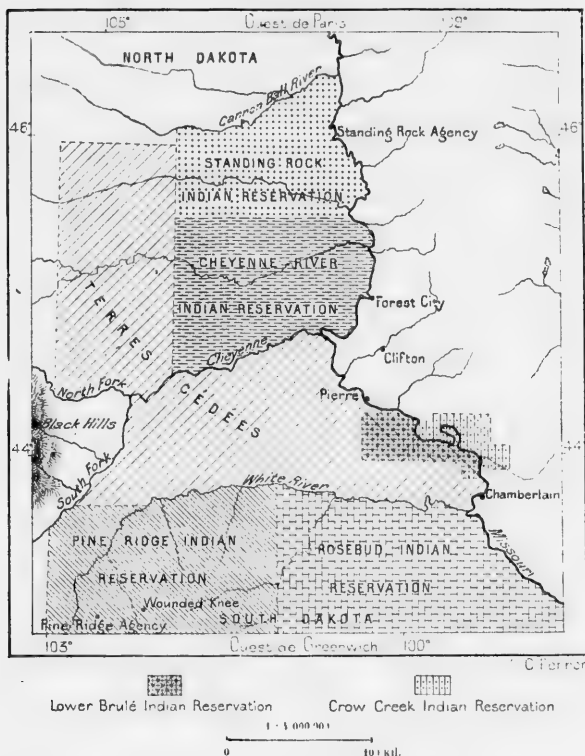 105° Ouest de Paris
NORTH DAKOTA
Cannon Ball River
46° 46°
Standing Rock Agency
STANDING ROCK
INDIAN RESERVATION
CHEYENNE RIVER
INDIAN RESERVATION
Forest City
TERRES
CÉDÉES
Cheyenne
Clifton
North Fork
Pierre
Black Hills
44° 44°
South Fork
White River
Chamberlain
PINE RIDGE INDIAN
RESERVATION
ROSEBUD INDIAN
RESERVATION
Missouri
Wounded Knee
SOUTH DAKOTA
Pine Ridge Agency
103° Ouest de Greenwich 100°
Lower Brulé Indian Reservation
Crow Creek Indian Reservation
0